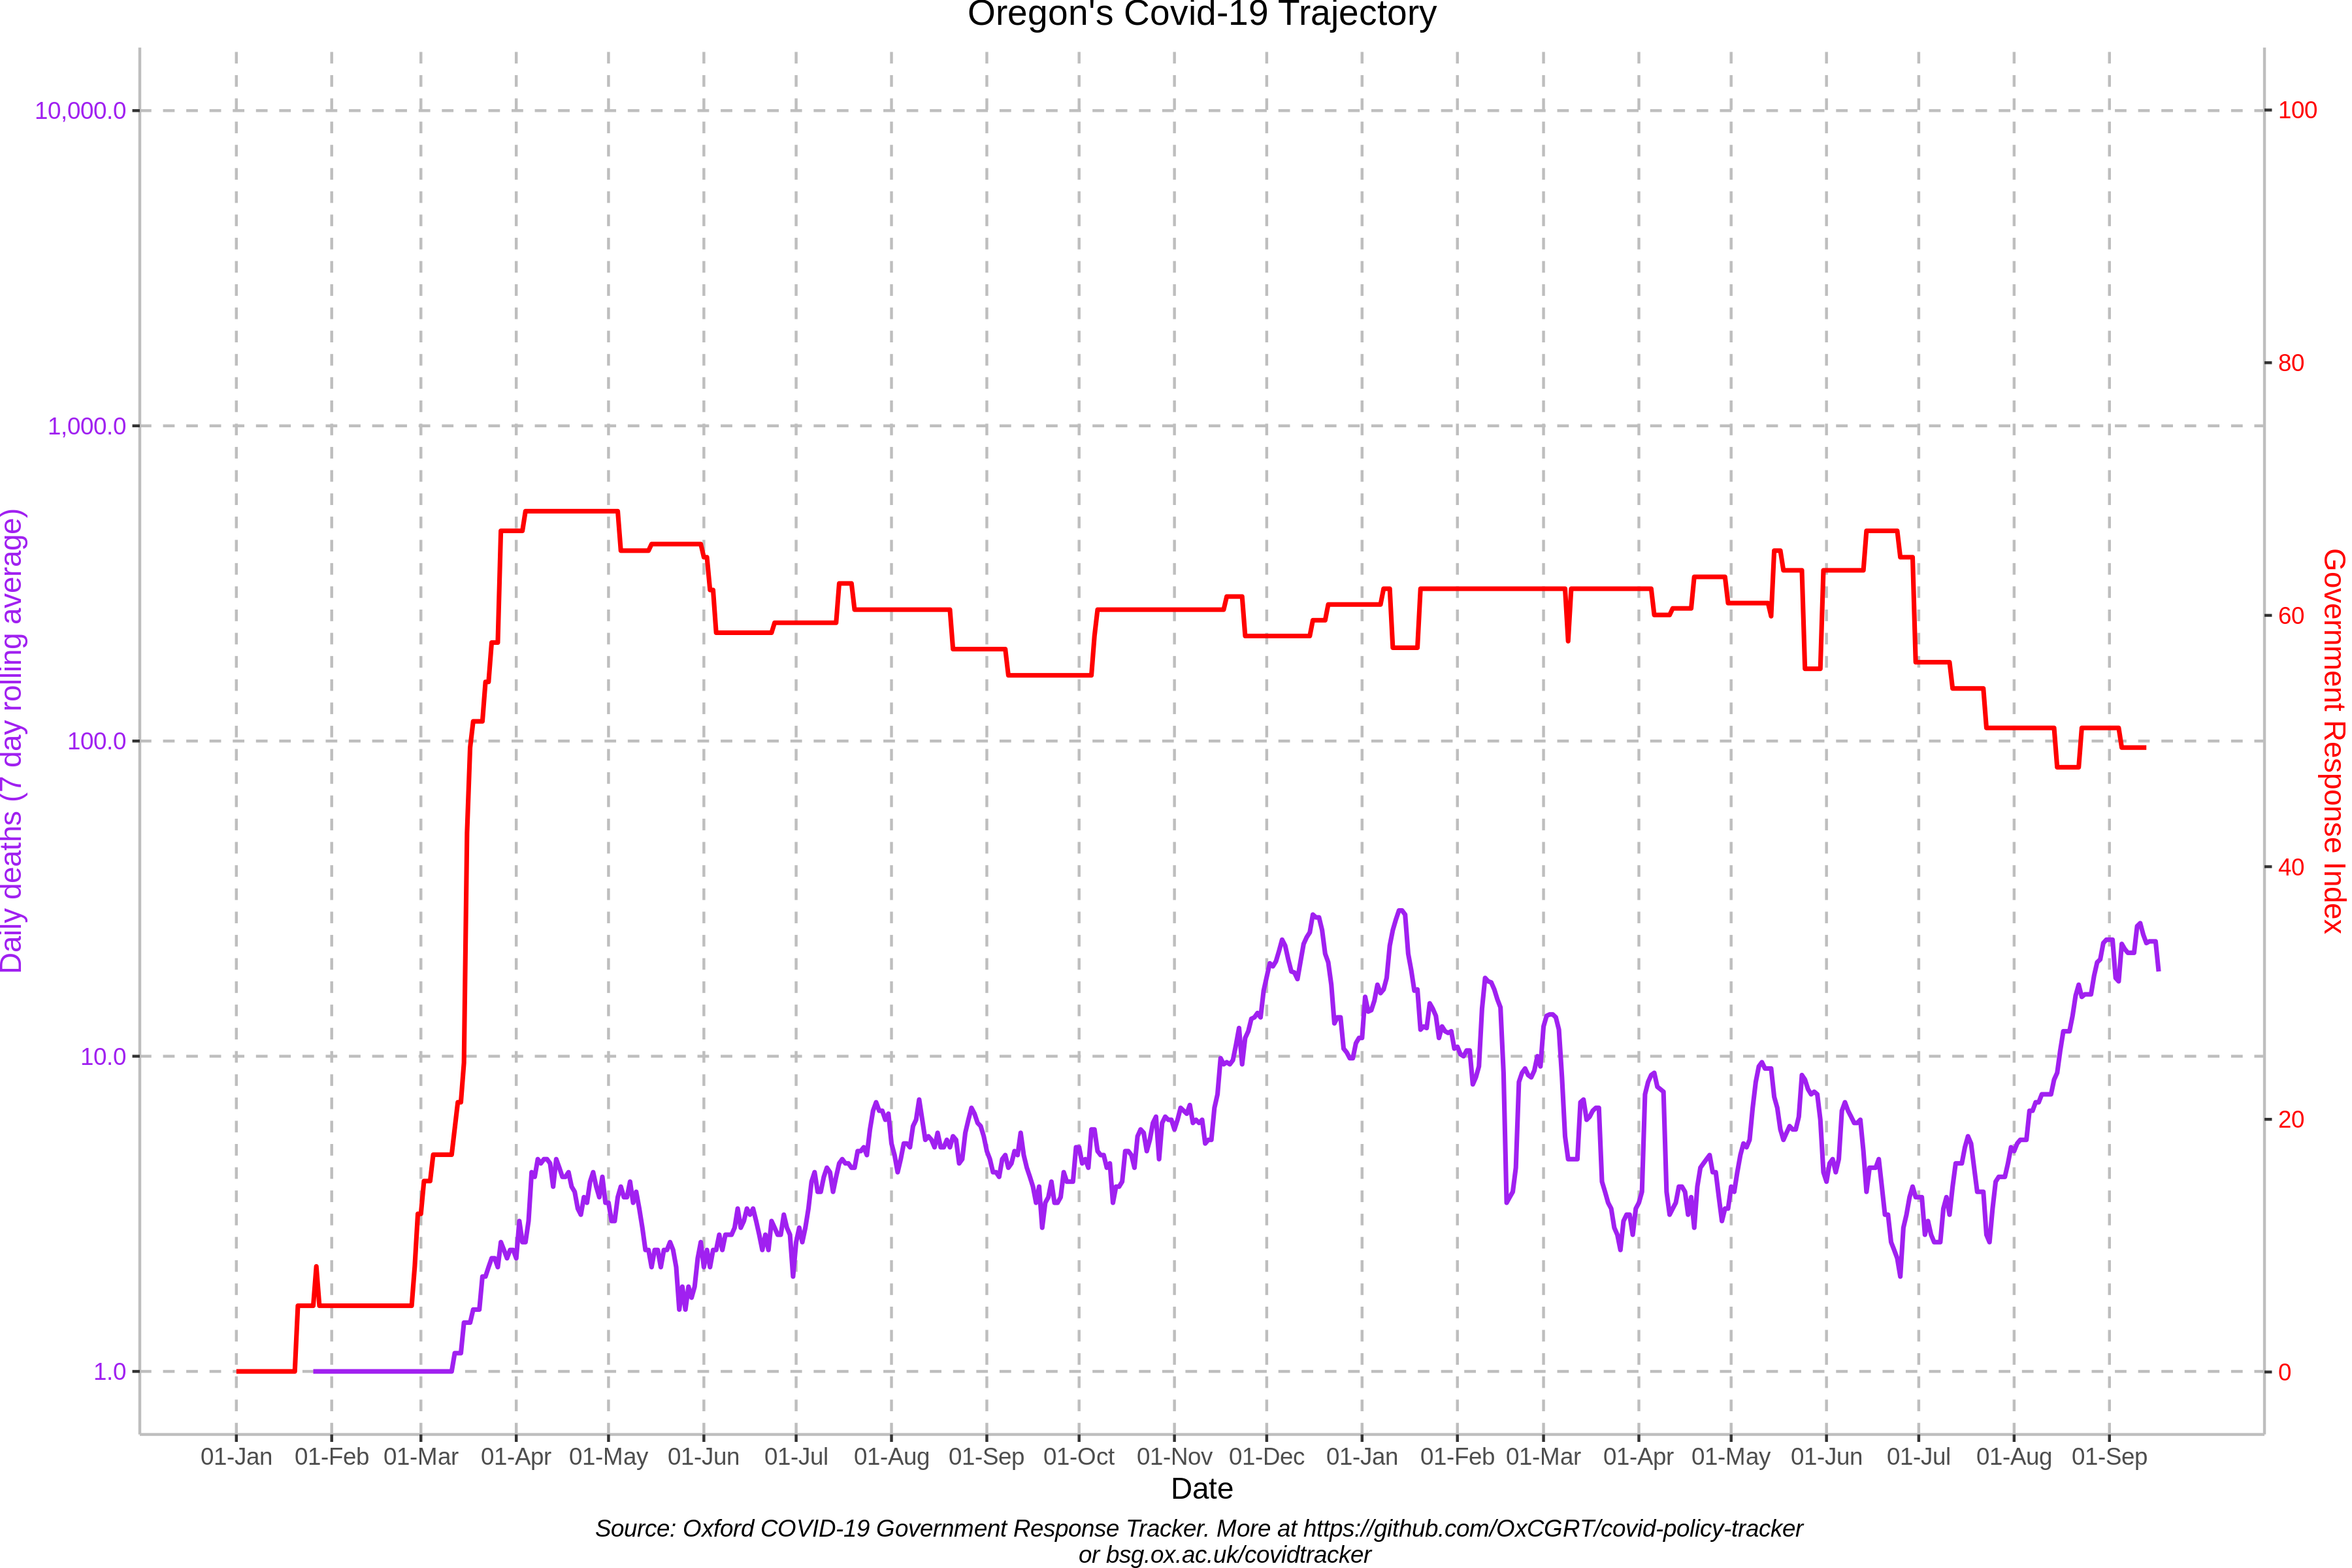 Oregon's Covid-19 Trajectory
10,000.0
1,000.0
100.0
10.0
1.0
Daily deaths (7 day rolling average)
100
80
60
40
20
0
Government Response Index
01-Jan 01-Feb 01-Mar 01-Apr 01-May 01-Jun 01-Jul 01-Aug 01-Sep 01-Oct 01-Nov 01-Dec 01-Jan 01-Feb 01-Mar 01-Apr 01-May 01-Jun 01-Jul 01-Aug 01-Sep
Date
Source: Oxford COVID-19 Government Response Tracker. More at https://github.com/OxCGRT/covid-policy-tracker
or bsg.ox.ac.uk/covidtracker